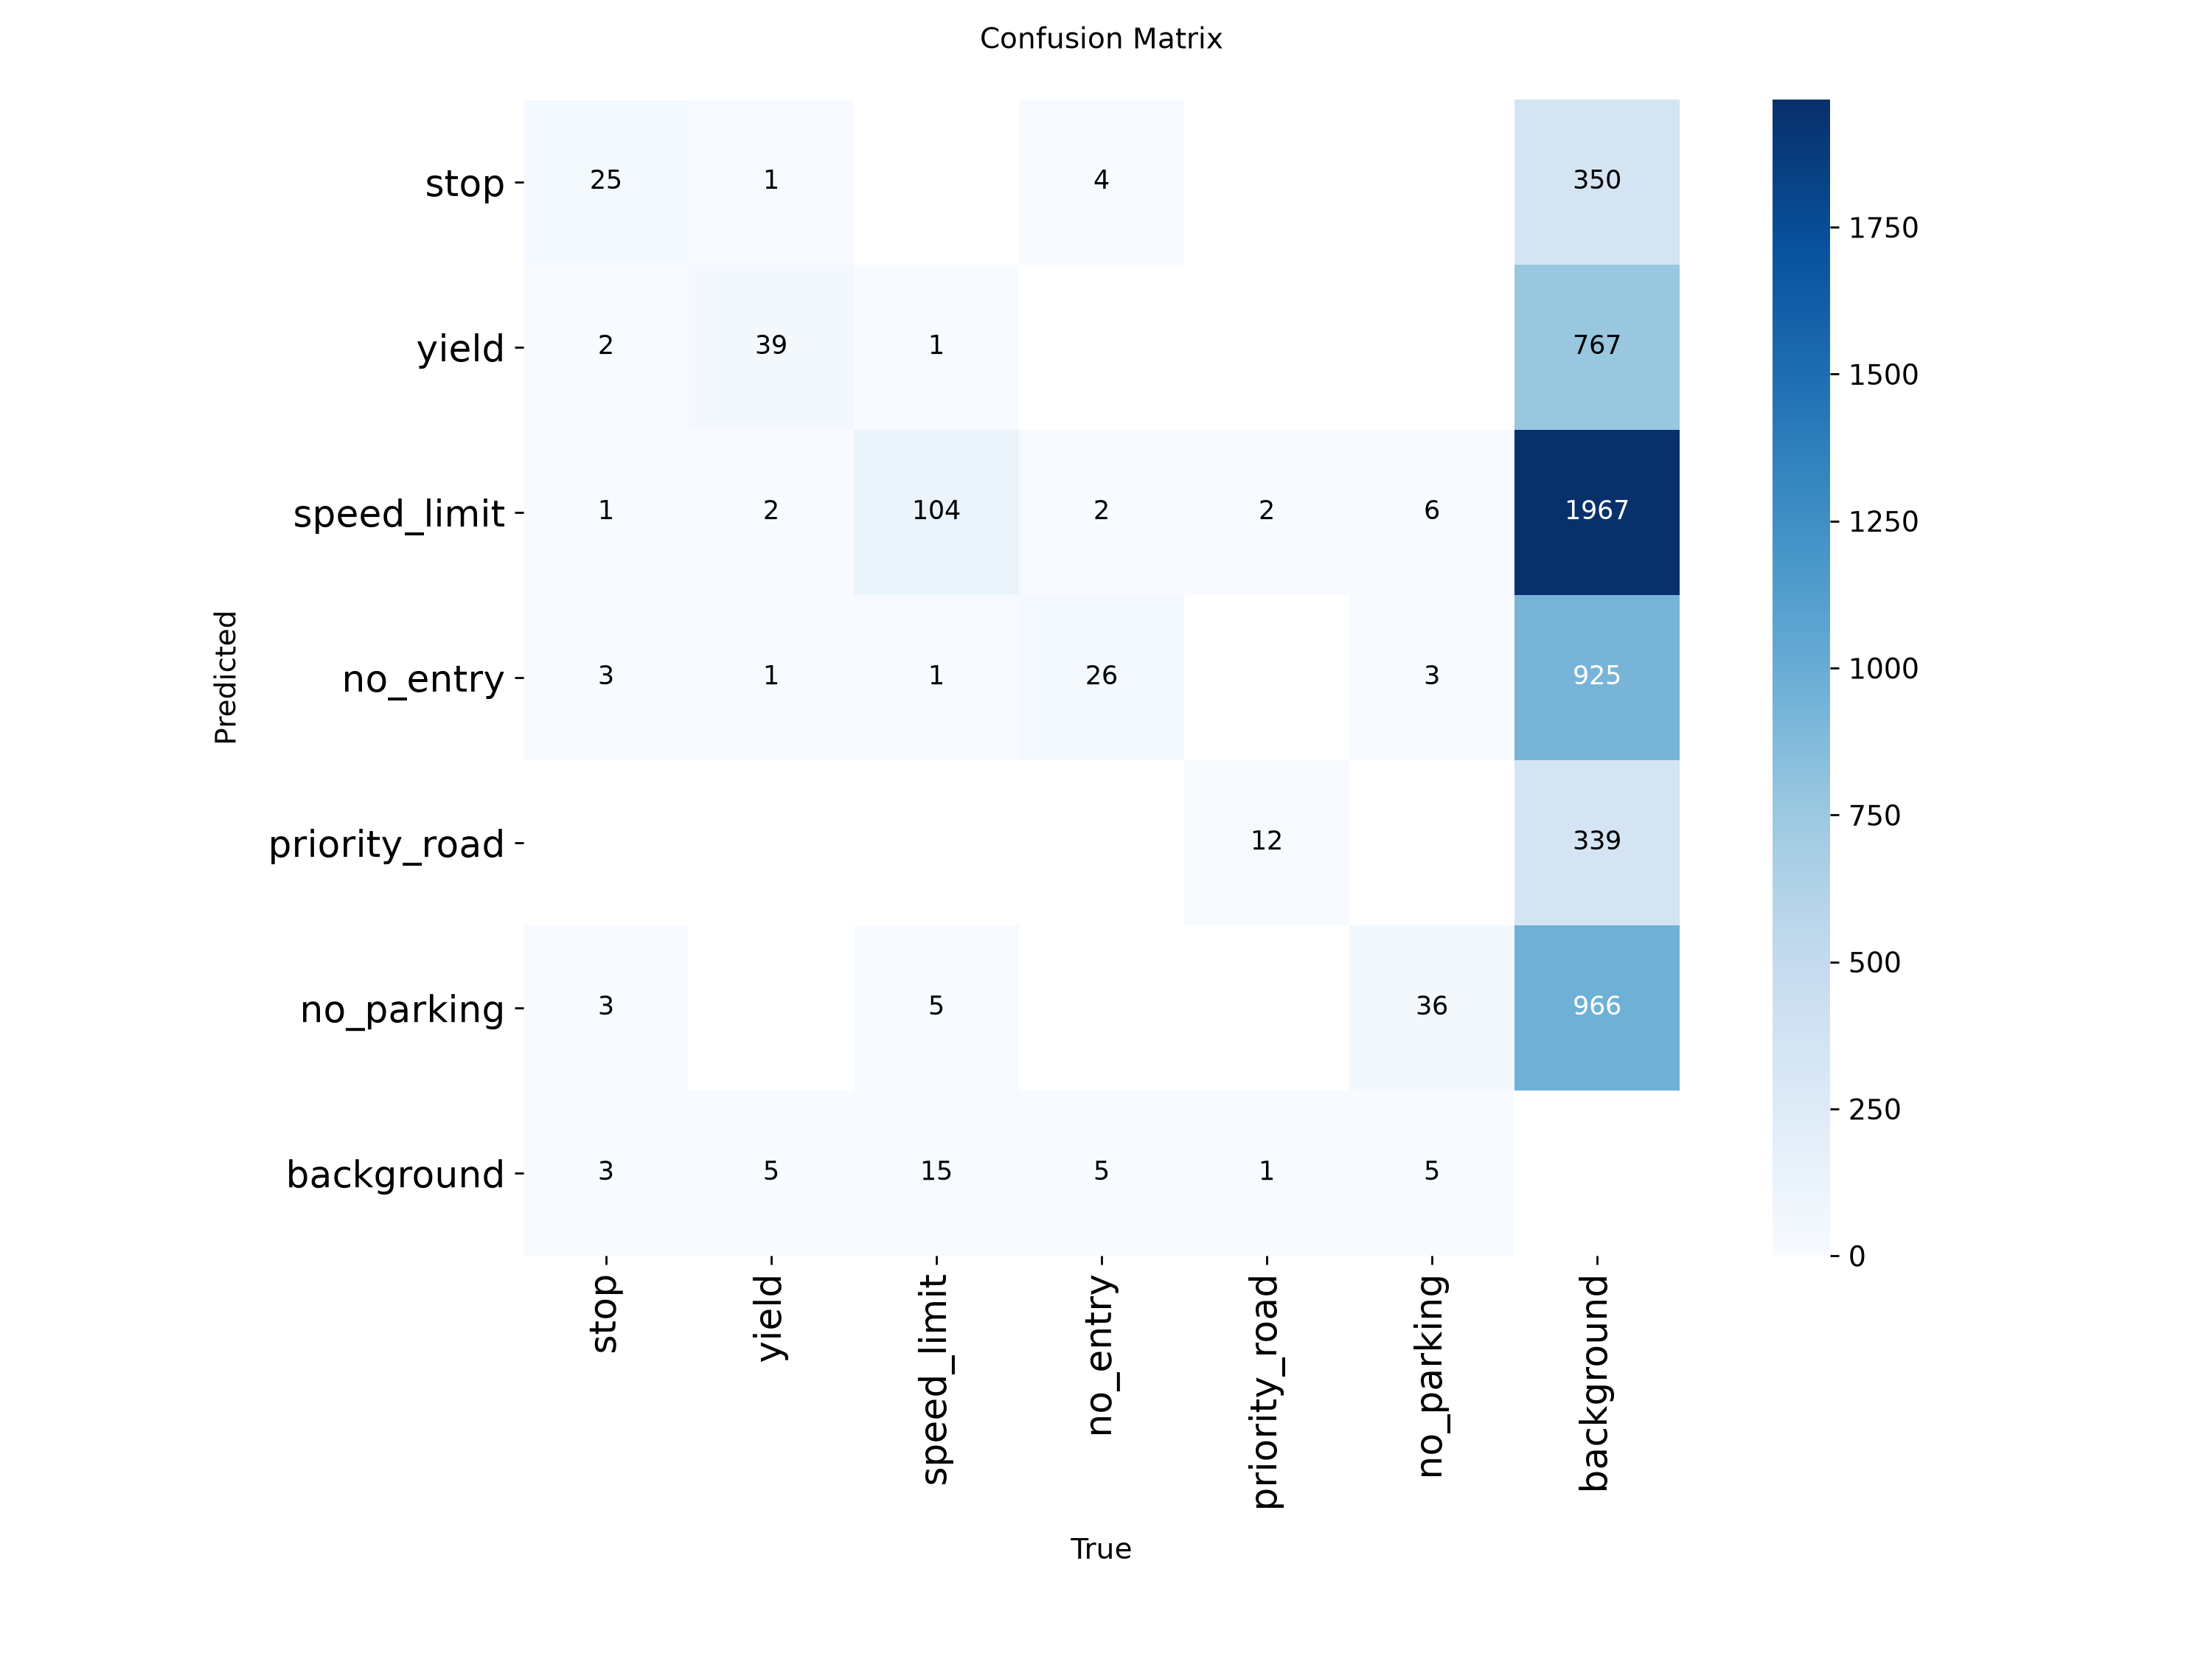 Confusion Matrix
stop 25 1 4 350
yield 2 39 1 767
speed_limit 1 2 104 2 2 6 1967
no_entry 3 1 1 26 3 925
priority_road 12 339
no_parking 3 5 36 966
background 3 5 15 5 1 5
Predicted
stop
yield
speed_limit
no_entry
priority_road
no_parking
background
True
1750
1500
1250
1000
750
500
250
0